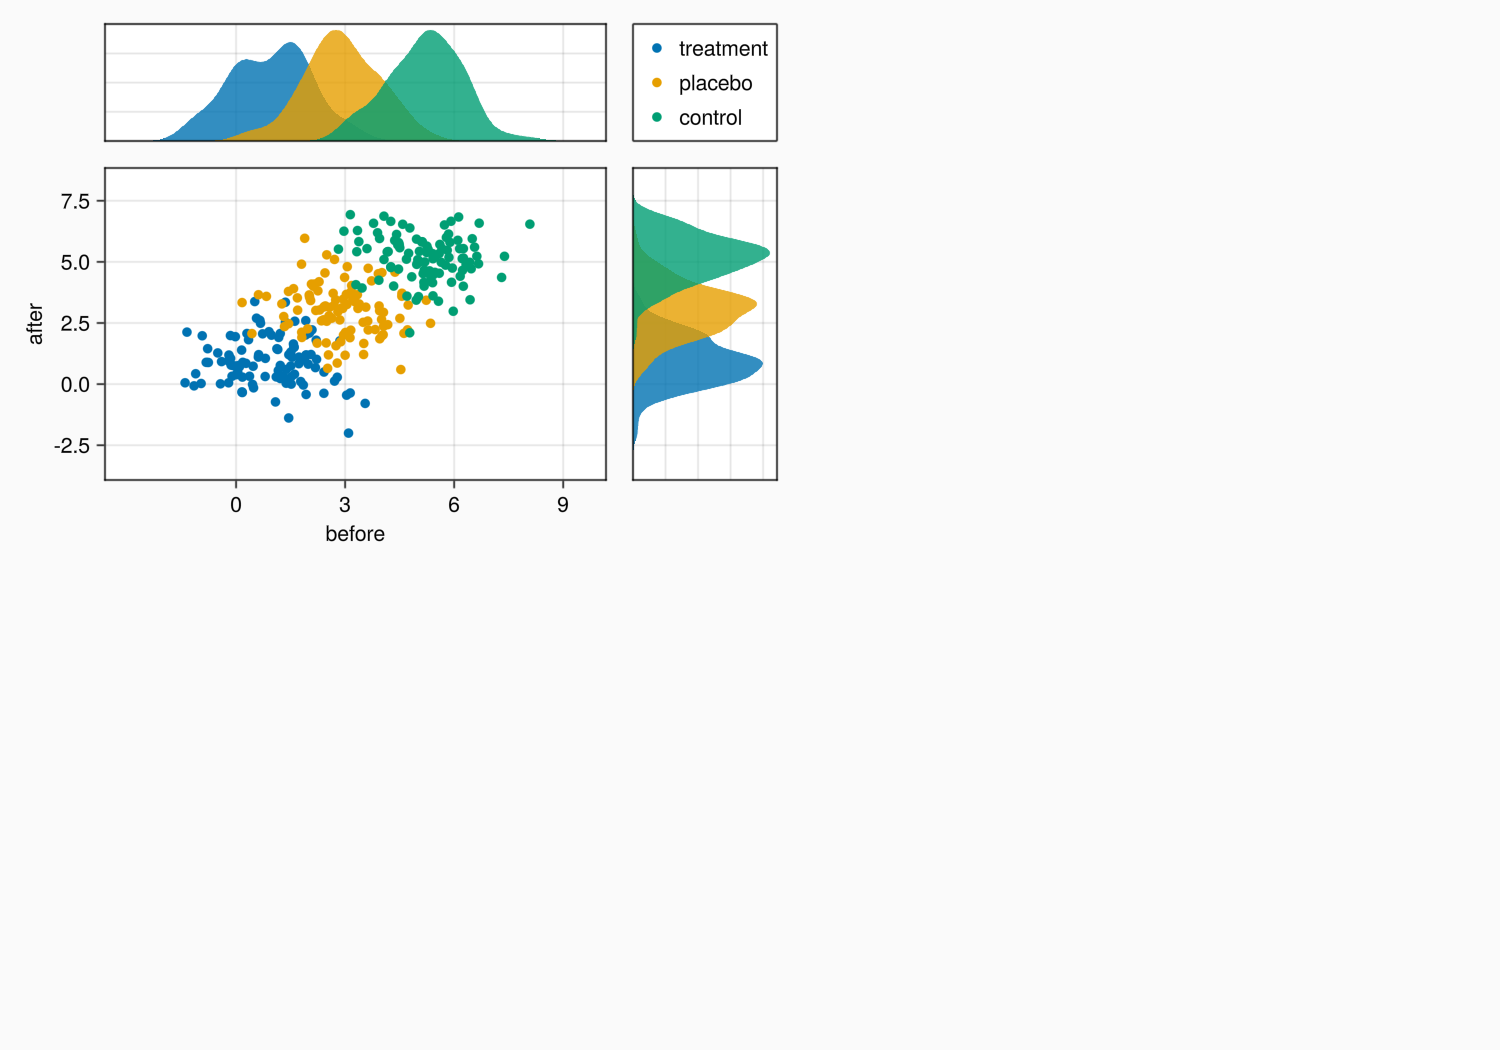 treatment
placebo
control
after
7.5
5.0
2.5
0.0
-2.5
0 3 6 9
before